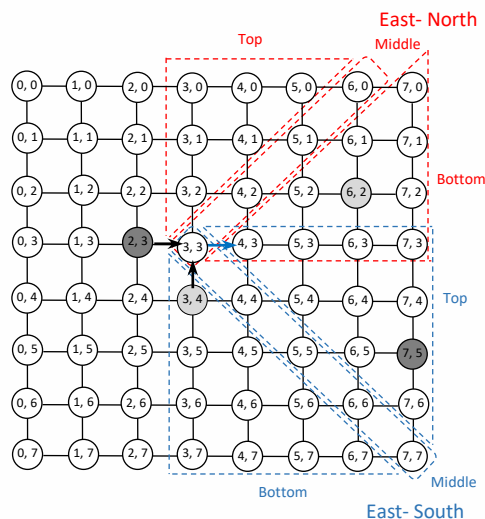 East- North
Top
Middle
0, 0 1, 0 2, 0 3, 0 4, 0 5, 0 6, 0 7, 0
0, 1 1, 1 2, 1 3, 1 4, 1 5, 1 6, 1 7, 1
Bottom
0, 2 1, 2 2, 2 3, 2 4, 2 5, 2 6, 2 7, 2
0, 3 1, 3 2, 3 3, 3 4, 3 5, 3 6, 3 7, 3
0, 4 1, 4 2, 4 3, 4 4, 4 5, 4 6, 4 7, 4
Top
0, 5 1, 5 2, 5 3, 5 4, 5 5, 5 6, 5 7, 5
0, 6 1, 6 2, 6 3, 6 4, 6 5, 6 6, 6 7, 6
0, 7 1, 7 2, 7 3, 7 4, 7 5, 7 6, 7 7, 7
Middle
Bottom
East- South